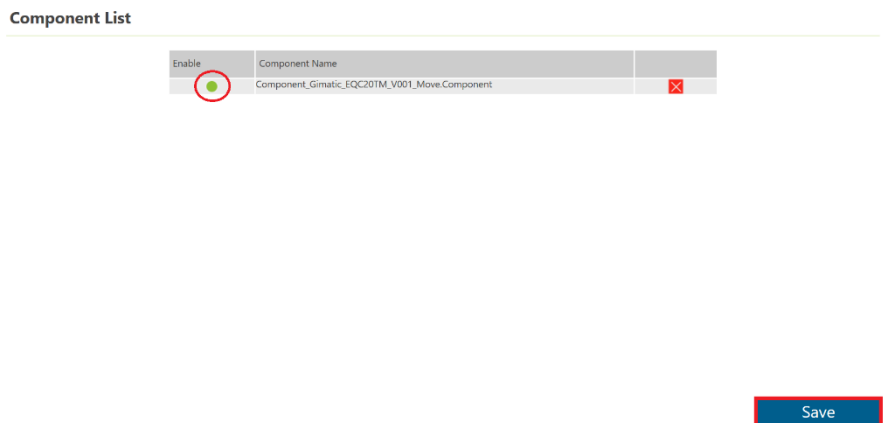 Component List
Enable Component Name
Component_Gimatic_EQC20TM_V001_Move.Component
Save